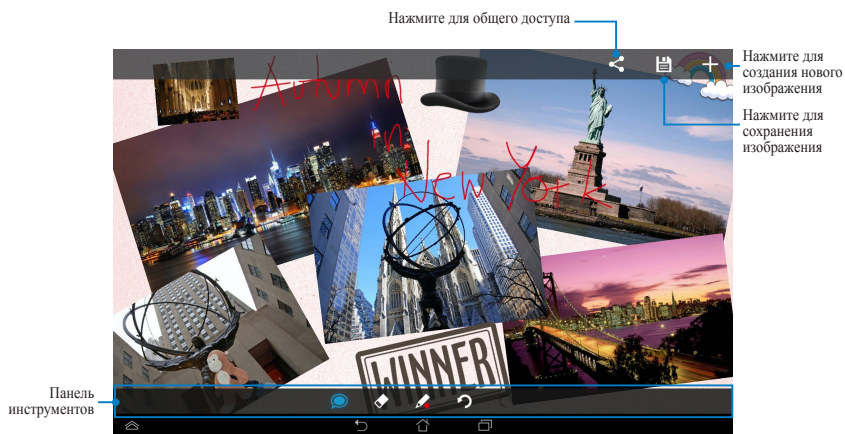 Нажмите для общего доступа
Нажмите для
создания нового
изображения
Нажмите для
сохранения
изображения
Autumn
in
New York
WINNER
Панель
инструментов